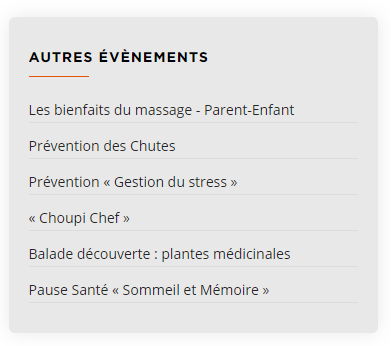 AUTRES ÉVÈNEMENTS
Les bienfaits du massage - Parent-Enfant
Prévention des Chutes
Prévention « Gestion du stress »
« Choupi Chef »
Balade découverte : plantes médicinales
Pause Santé « Sommeil et Mémoire »